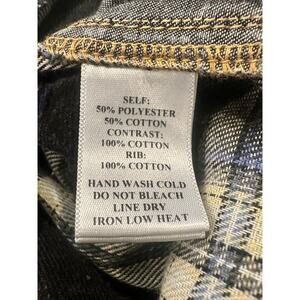 SELF:
50% POLYESTER
50% COTTON
CONTRAST:
100% COTTON
RIB:
100% COTTON
HAND WASH COLD
DO NOT BLEACH
LINE DRY
IRON LOW HEAT